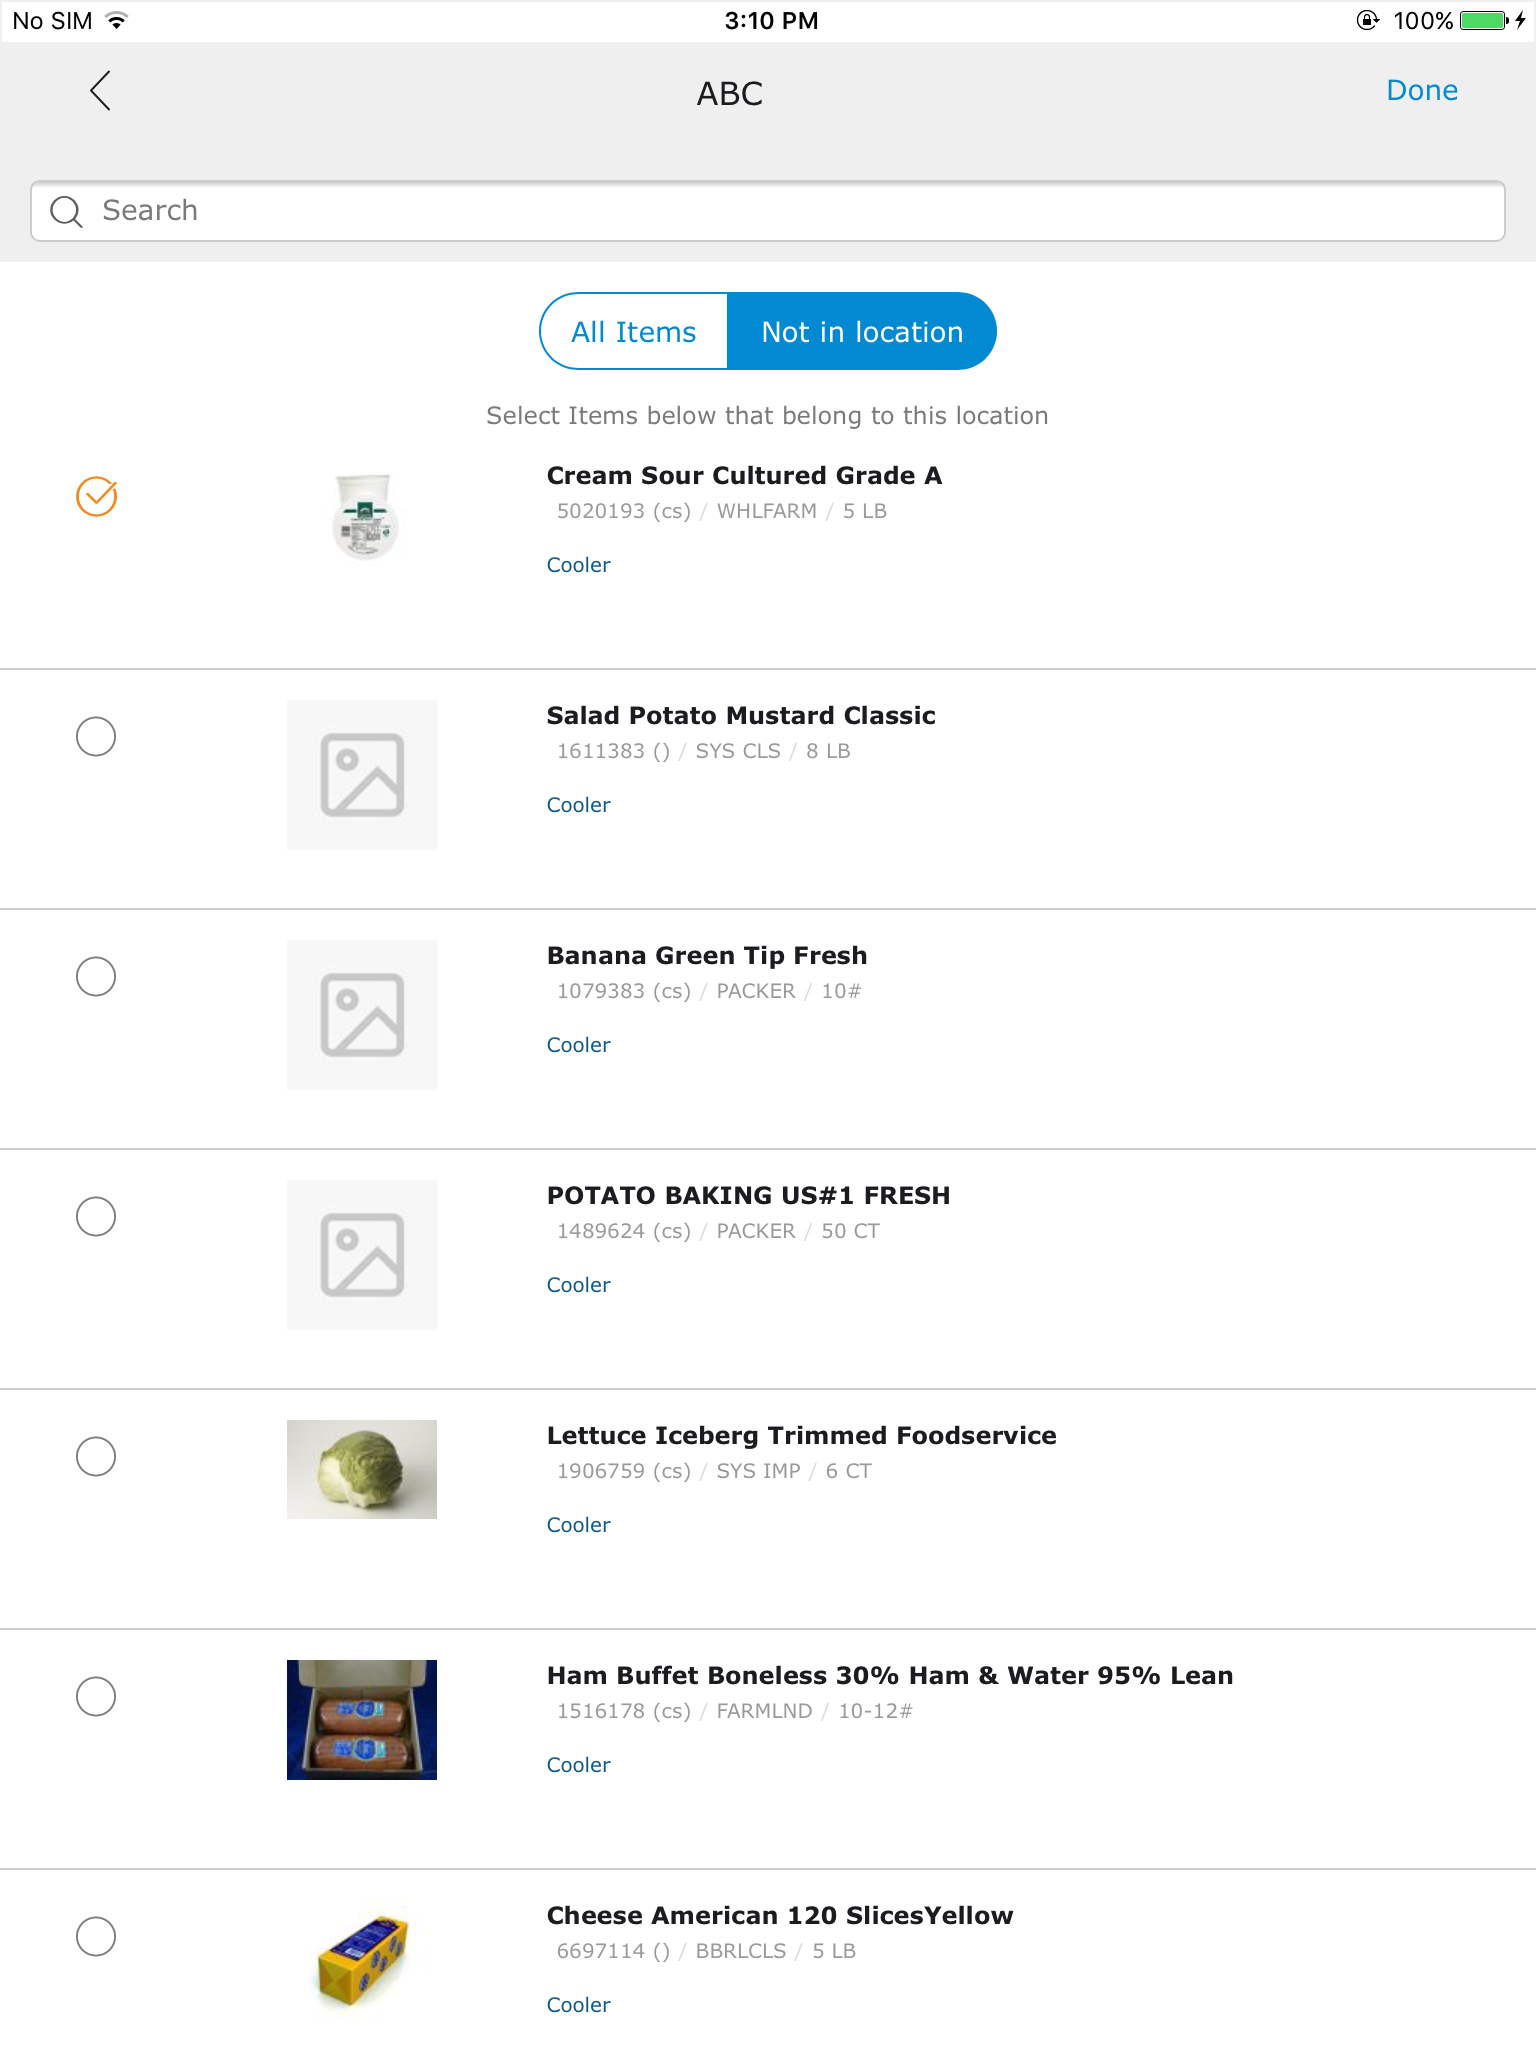 No SIM 3:10 PM 100%
ABC Done
Search
All Items Not in location
Select Items below that belong to this location
Cream Sour Cultured Grade A
5020193 (cs) / WHLFARM / 5 LB
Cooler
Salad Potato Mustard Classic
1611383 () / SYS CLS / 8 LB
Cooler
Banana Green Tip Fresh
1079383 (cs) / PACKER / 10#
Cooler
POTATO BAKING US#1 FRESH
1489624 (cs) / PACKER / 50 CT
Cooler
Lettuce Iceberg Trimmed Foodservice
1906759 (cs) / SYS IMP / 6 CT
Cooler
Ham Buffet Boneless 30% Ham & Water 95% Lean
1516178 (cs) / FARMLND / 10-12#
Cooler
Cheese American 120 SlicesYellow
6697114 () / BBRLCLS / 5 LB
Cooler